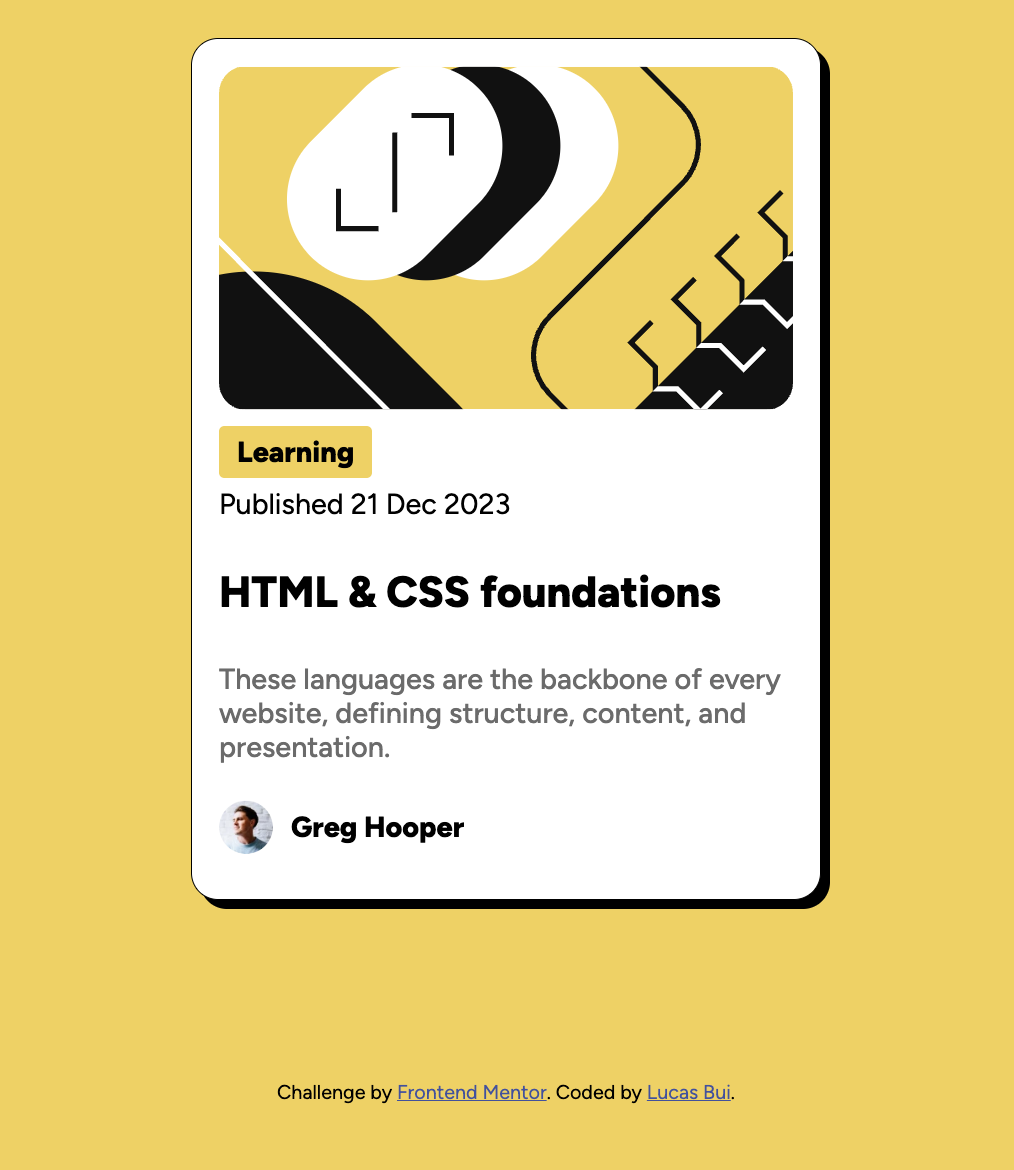 Learning
Published 21 Dec 2023
HTML & CSS foundations
These languages are the backbone of every
website, defining structure, content, and
presentation.
Greg Hooper
Challenge by Frontend Mentor. Coded by Lucas Bui.